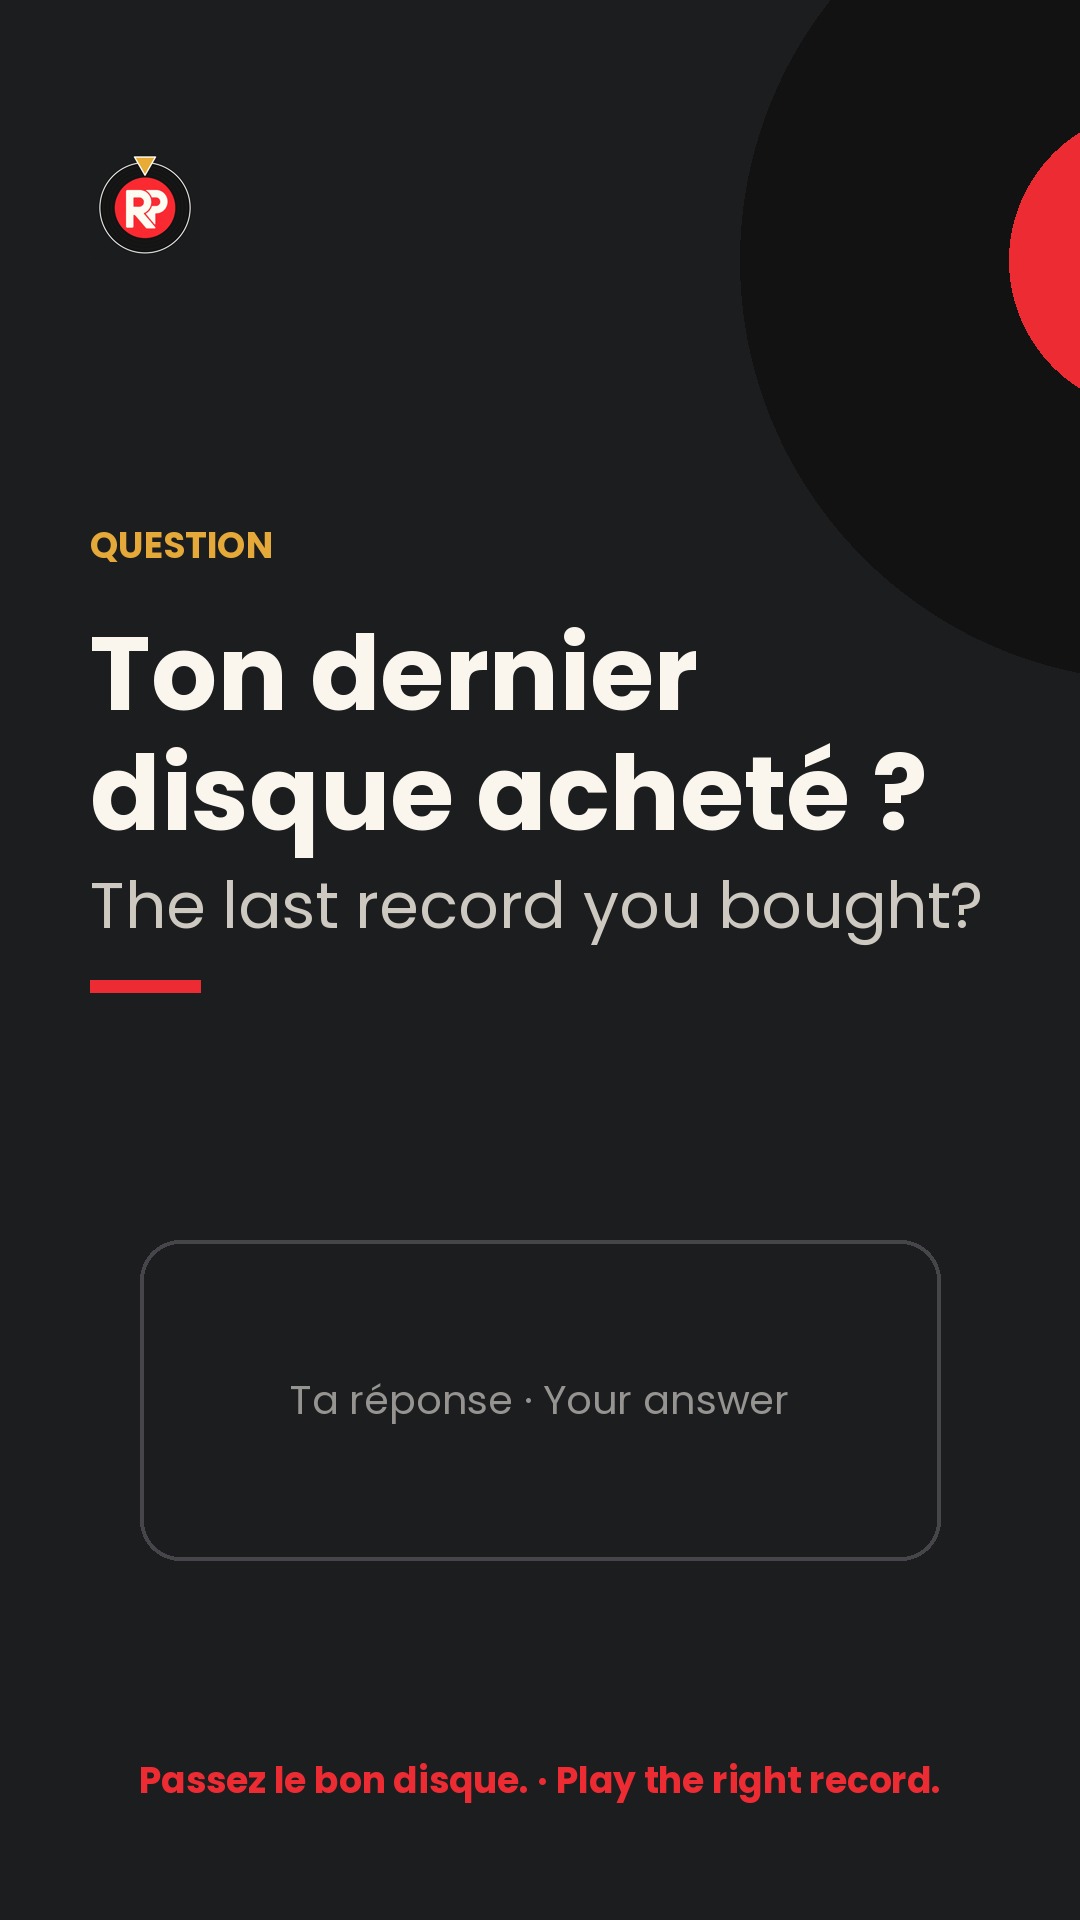 RP
QUESTION
Ton dernier
disque acheté ?
The last record you bought?
Ta réponse · Your answer
Passez le bon disque. · Play the right record.